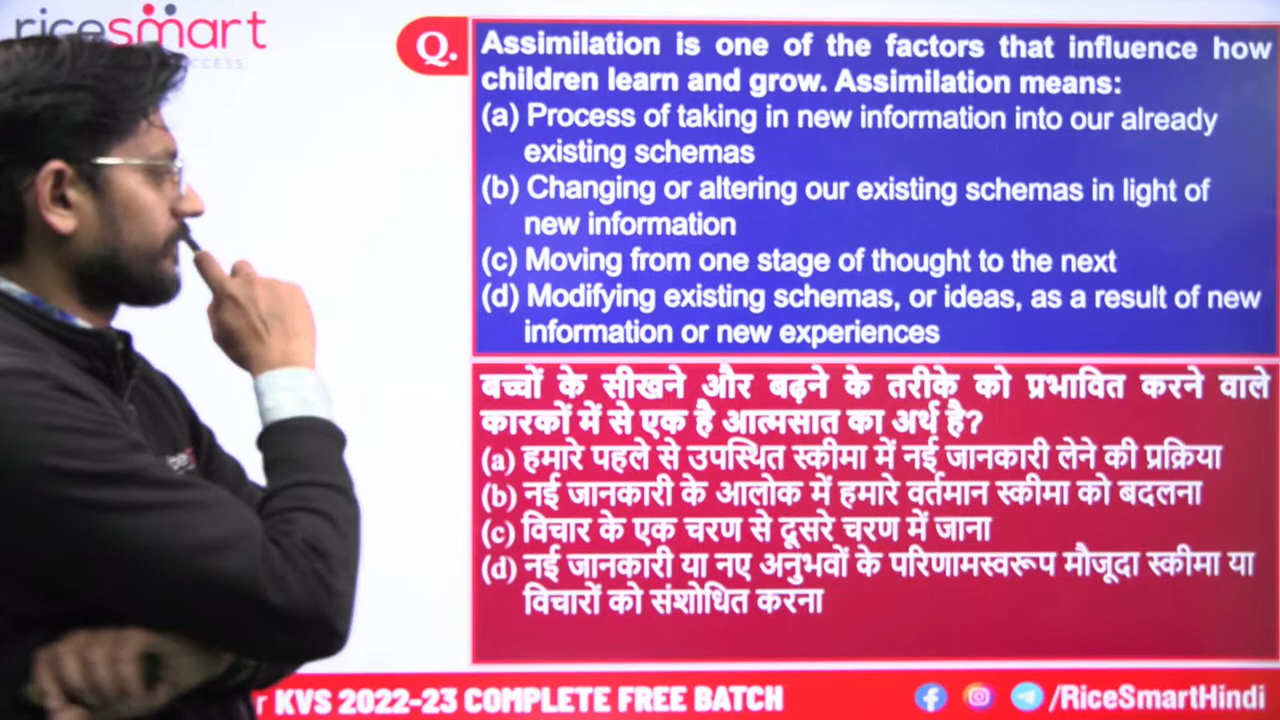 ricesmart
CCESS
Q.
Assimilation is one of the factors that influence how
children learn and grow. Assimilation means:
(a) Process of taking in new information into our already
existing schemas
(b) Changing or altering our existing schemas in light of
new information
(c) Moving from one stage of thought to the next
(d) Modifying existing schemas, or ideas, as a result of new
information or new experiences
बच्चों के सीखने और बढ़ने के तरीके को प्रभावित करने वाले
कारकों में से एक है आत्मसात का अर्थ है?
(a) हमारे पहले से उपस्थित स्कीमा में नई जानकारी लेने की प्रक्रिया
(b) नई जानकारी के आलोक में हमारे वर्तमान स्कीमा को बदलना
(c) विचार के एक चरण से दूसरे चरण में जाना
(d) नई जानकारी या नए अनुभवों के परिणामस्वरूप मौजूदा स्कीमा या
विचारों को संशोधित करना
r KVS 2022-23 COMPLETE FREE BATCH
/RiceSmartHindi